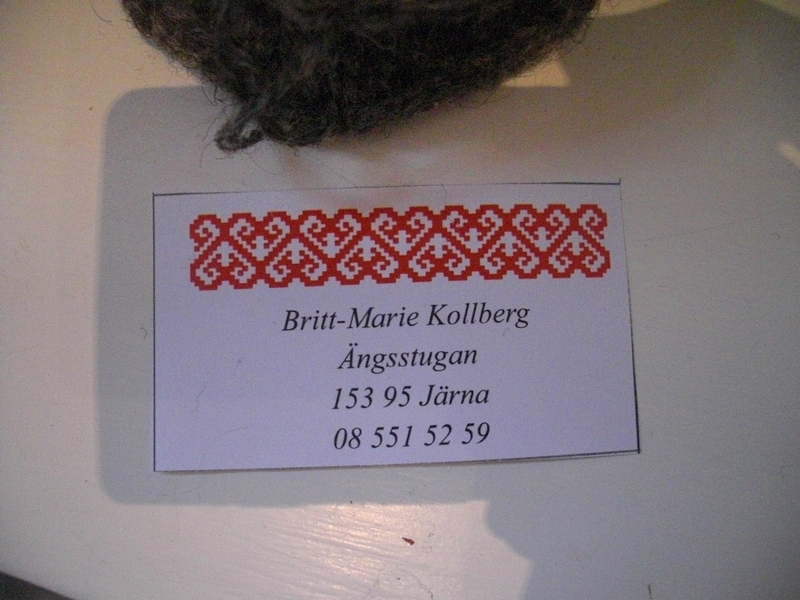 Britt-Marie Kollberg
Ängsstugan
153 95 Järna
08 551 52 59